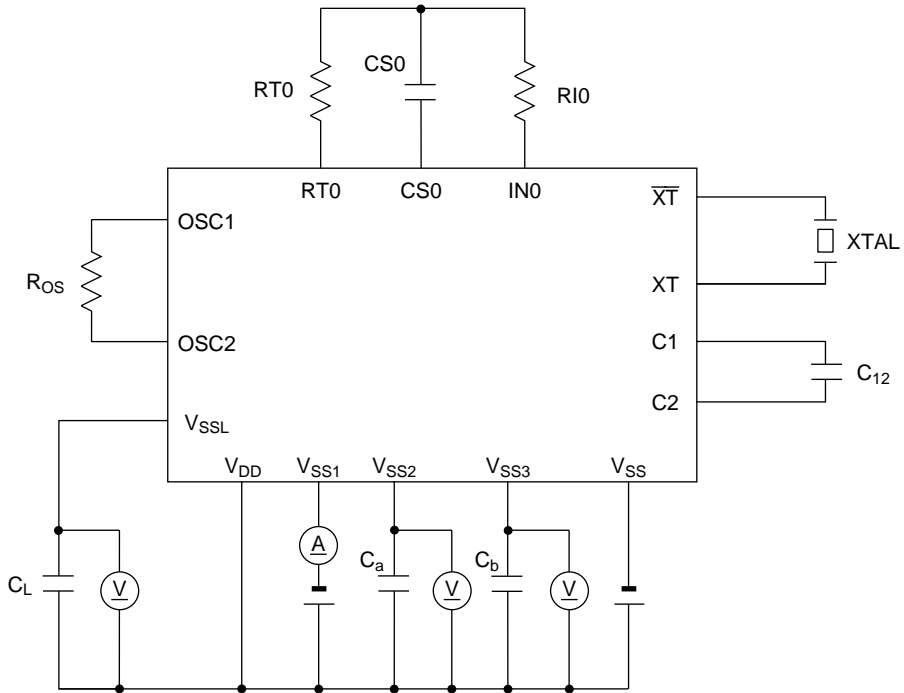 CS0
RT0
RI0
RT0 CS0 IN0
XT
OSC1
XTAL
ROS
XT
OSC2
C1
C12
C2
VSSL
VDD VSS1 VSS2 VSS3 VSS
A
Ca Cb
CL V V V